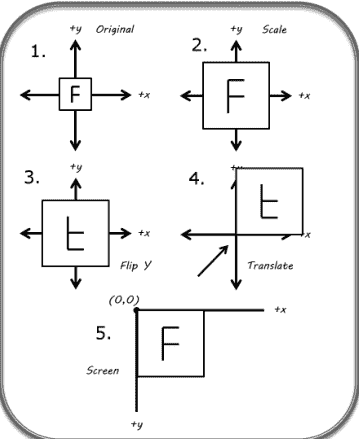 1.
+y Original
F
+x
2.
+y Scale
F
+x
3.
+y
+x
Flip Y
4.
+x
Translate
(0,0)
+x
5.
F
Screen
+y